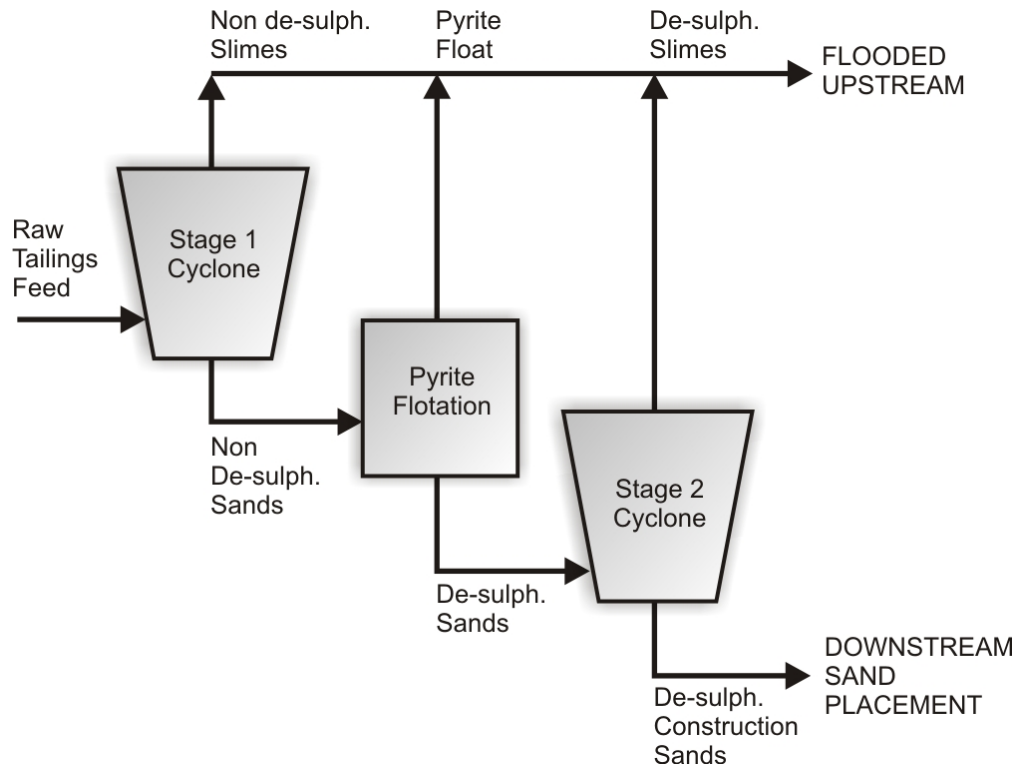 Non de-sulph.
Slimes
Pyrite
Float
De-sulph.
Slimes
FLOODED
UPSTREAM
Raw
Tailings
Feed
Stage 1
Cyclone
Pyrite
Flotation
Non
De-sulph.
Sands
Stage 2
Cyclone
De-sulph.
Sands
DOWNSTREAM
SAND
PLACEMENT
De-sulph.
Construction
Sands